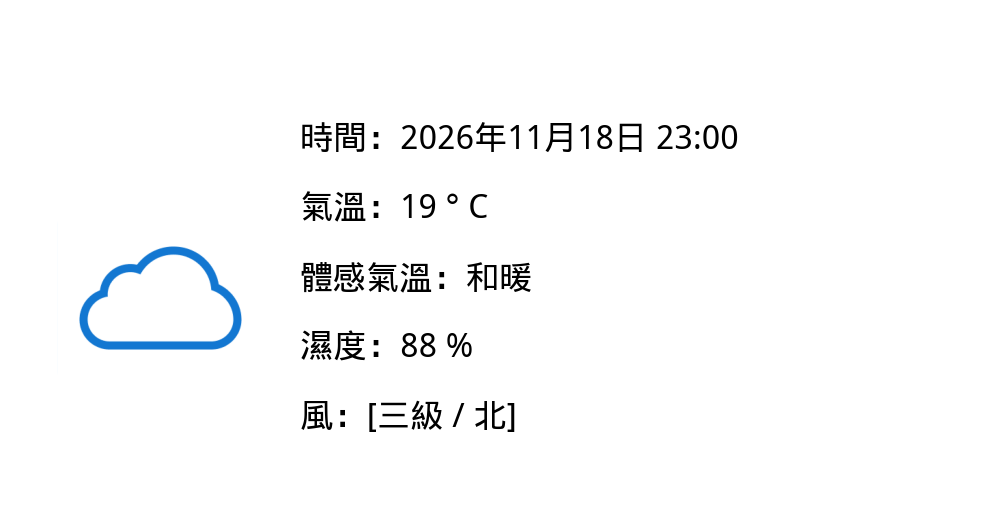 時間：2026年11月18日 23:00
氣溫：19 ° C
體感氣溫：和暖
濕度：88 %
風：[三級 / 北]